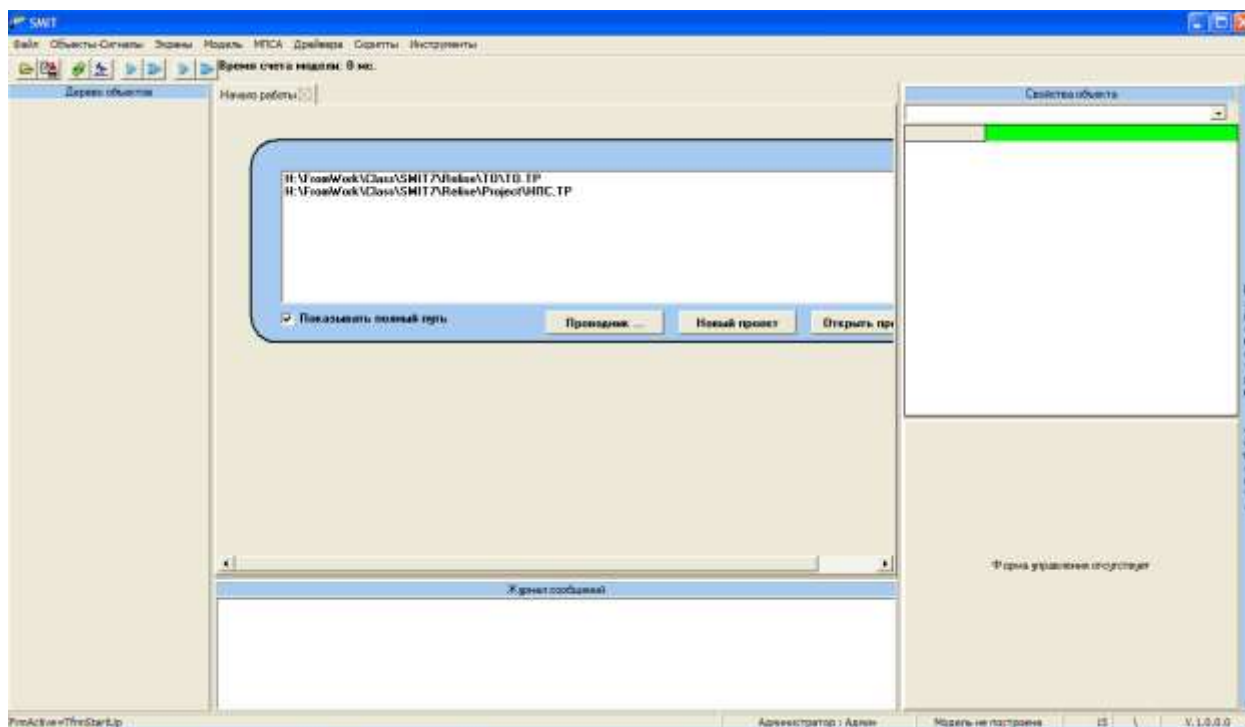 SMIT
Файл Объекты-Сигналы Экраны Модель МПСА Драйвера Скрипты Инструменты
Время счета модели: 0 мс.
Дерево объектов
Начало работы
Свойства объекта
H:\FromWork\Class\SMIT7\Relise\TO\TO.TP
H:\FromWork\Class\SMIT7\Relise\Project\НПС.TP
Показывать полный путь
Проводник ...
Новый проект
Открыть про
Форма управления отсутствует
Журнал сообщений
FrmActive=TfrmStartUp
Администратор : Админ
Модель не построена
15 \
V.1.0.0.0